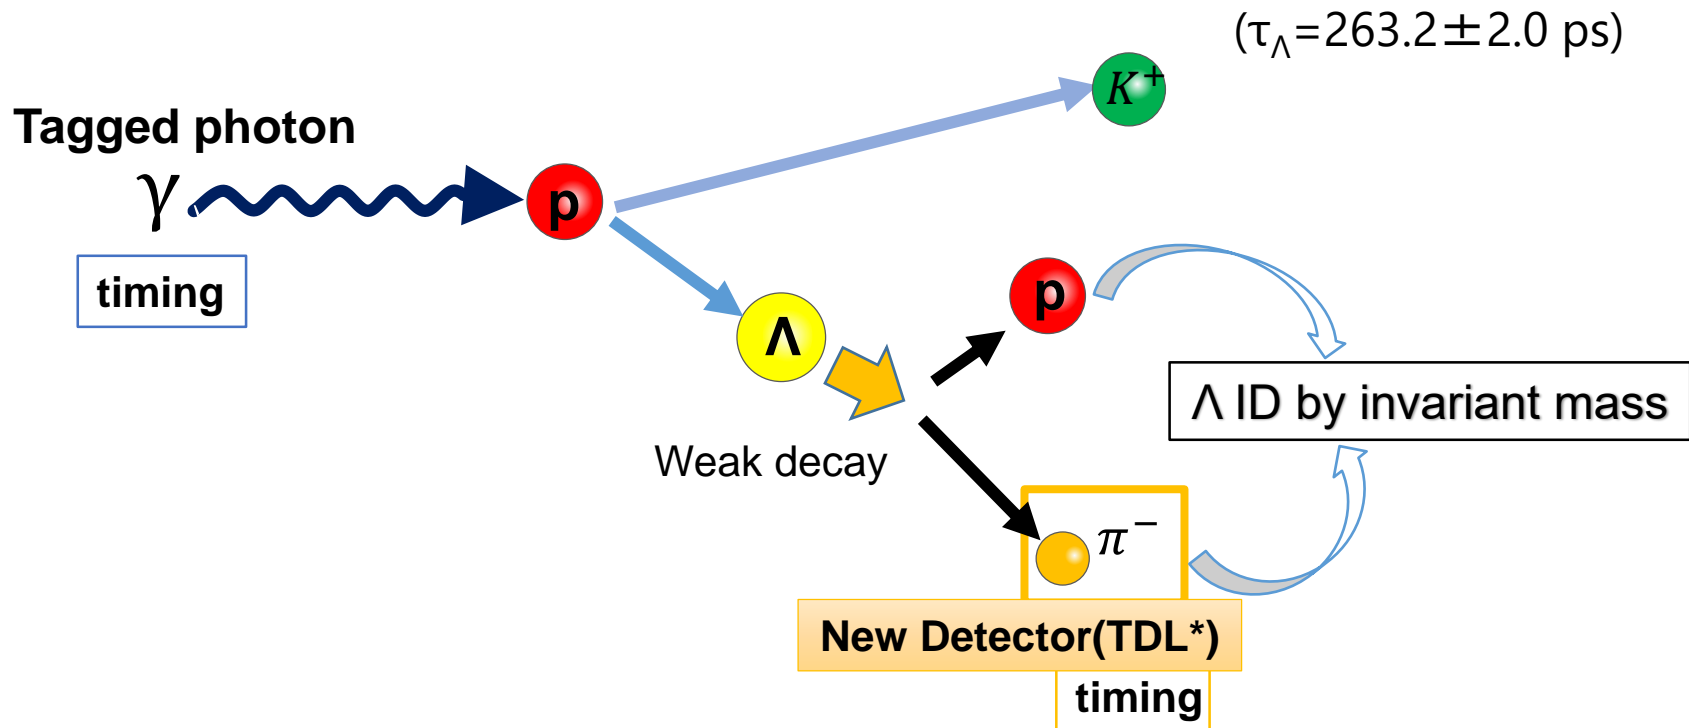 (τΛ=263.2±2.0 ps)
K+
Tagged photon
γ
p
timing
p
Λ
Λ ID by invariant mass
Weak decay
π−
New Detector(TDL*)
timing